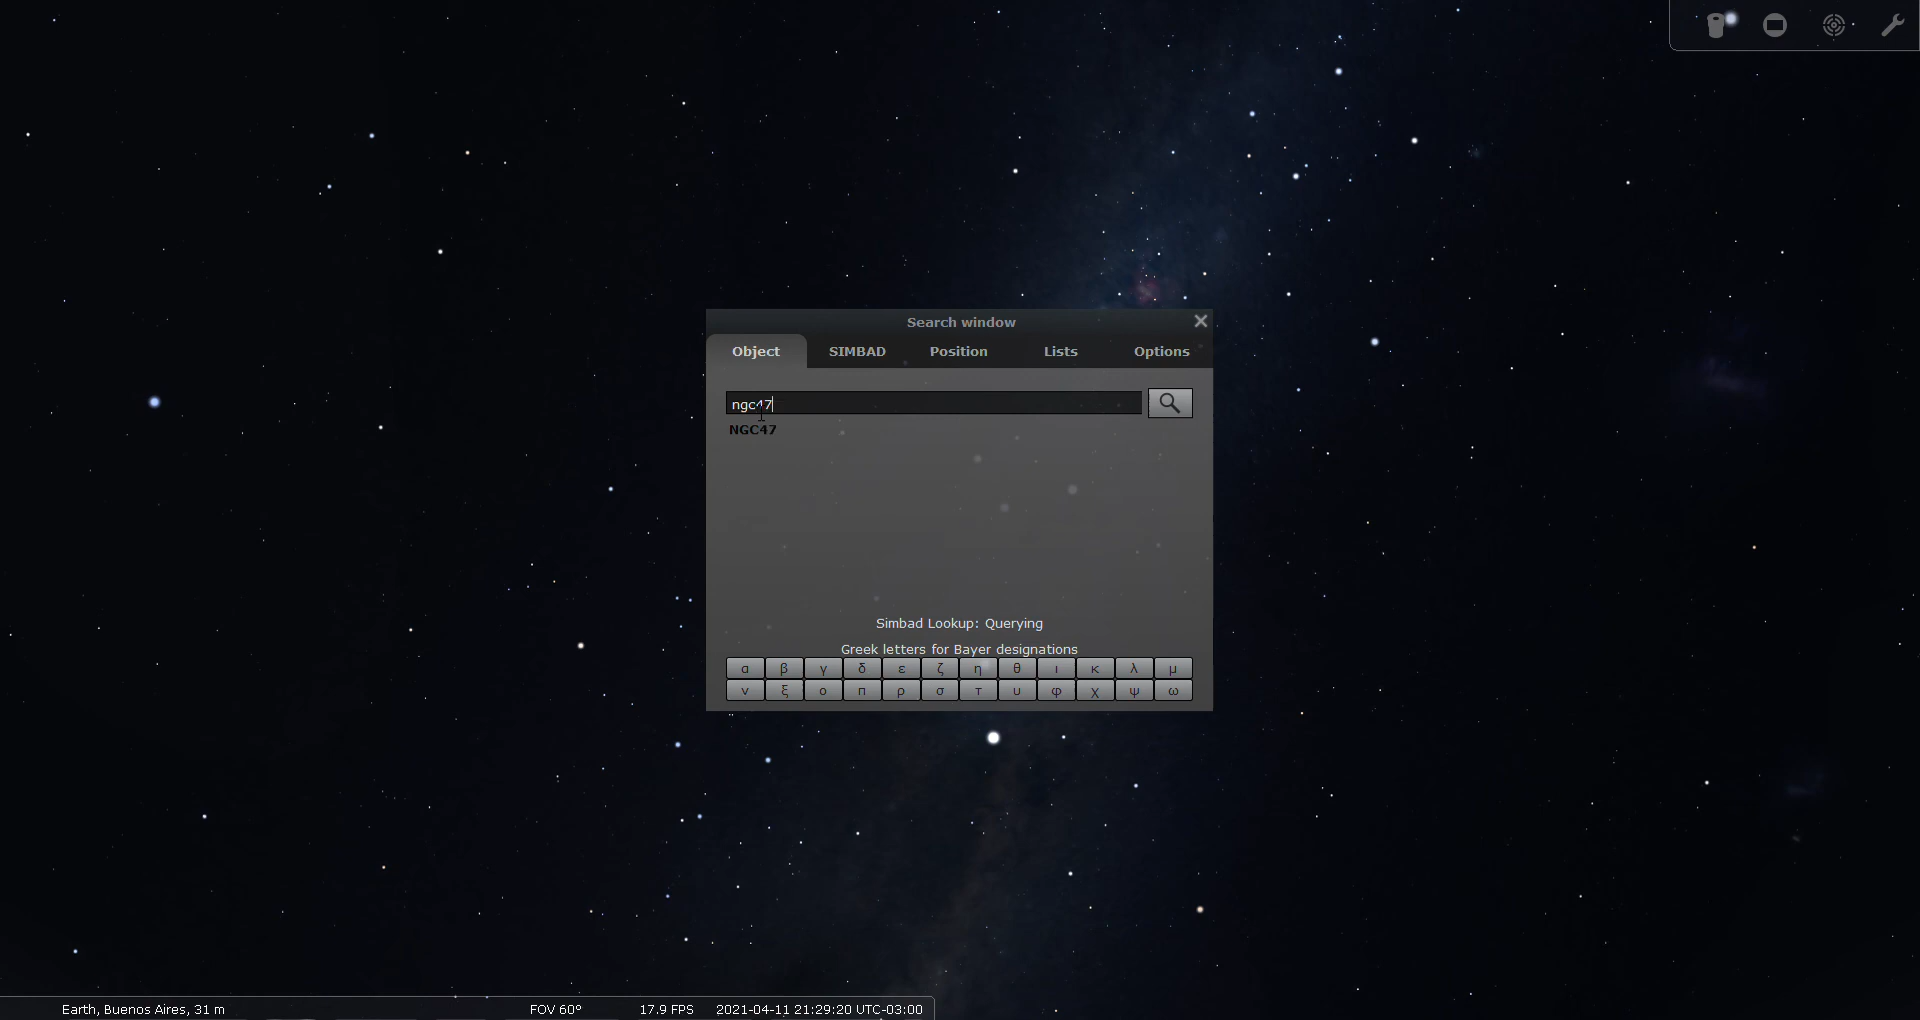 Search window
Object SIMBAD Position Lists Options
ngc47
NGC47
Simbad Lookup: Querying
Greek letters for Bayer designations
α β γ δ ε ζ η θ ι κ λ μ
ν ξ ο π ρ σ τ υ φ χ ψ ω
Earth, Buenos Aires, 31 m FOV 60° 17.9 FPS 2021-04-11 21:29:20 UTC-03:00